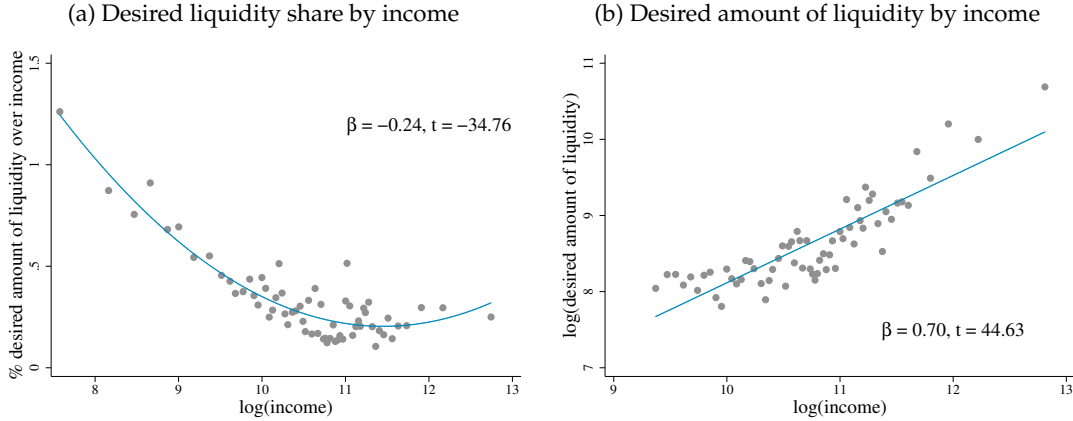 (a) Desired liquidity share by income
% desired amount of liquidity over income
1.5
1
.5
0
β = −0.24, t = −34.76
8 9 10 11 12 13
log(income)
(b) Desired amount of liquidity by income
log(desired amount of liquidity)
11
10
9
8
7
β = 0.70, t = 44.63
9 10 11 12 13
log(income)